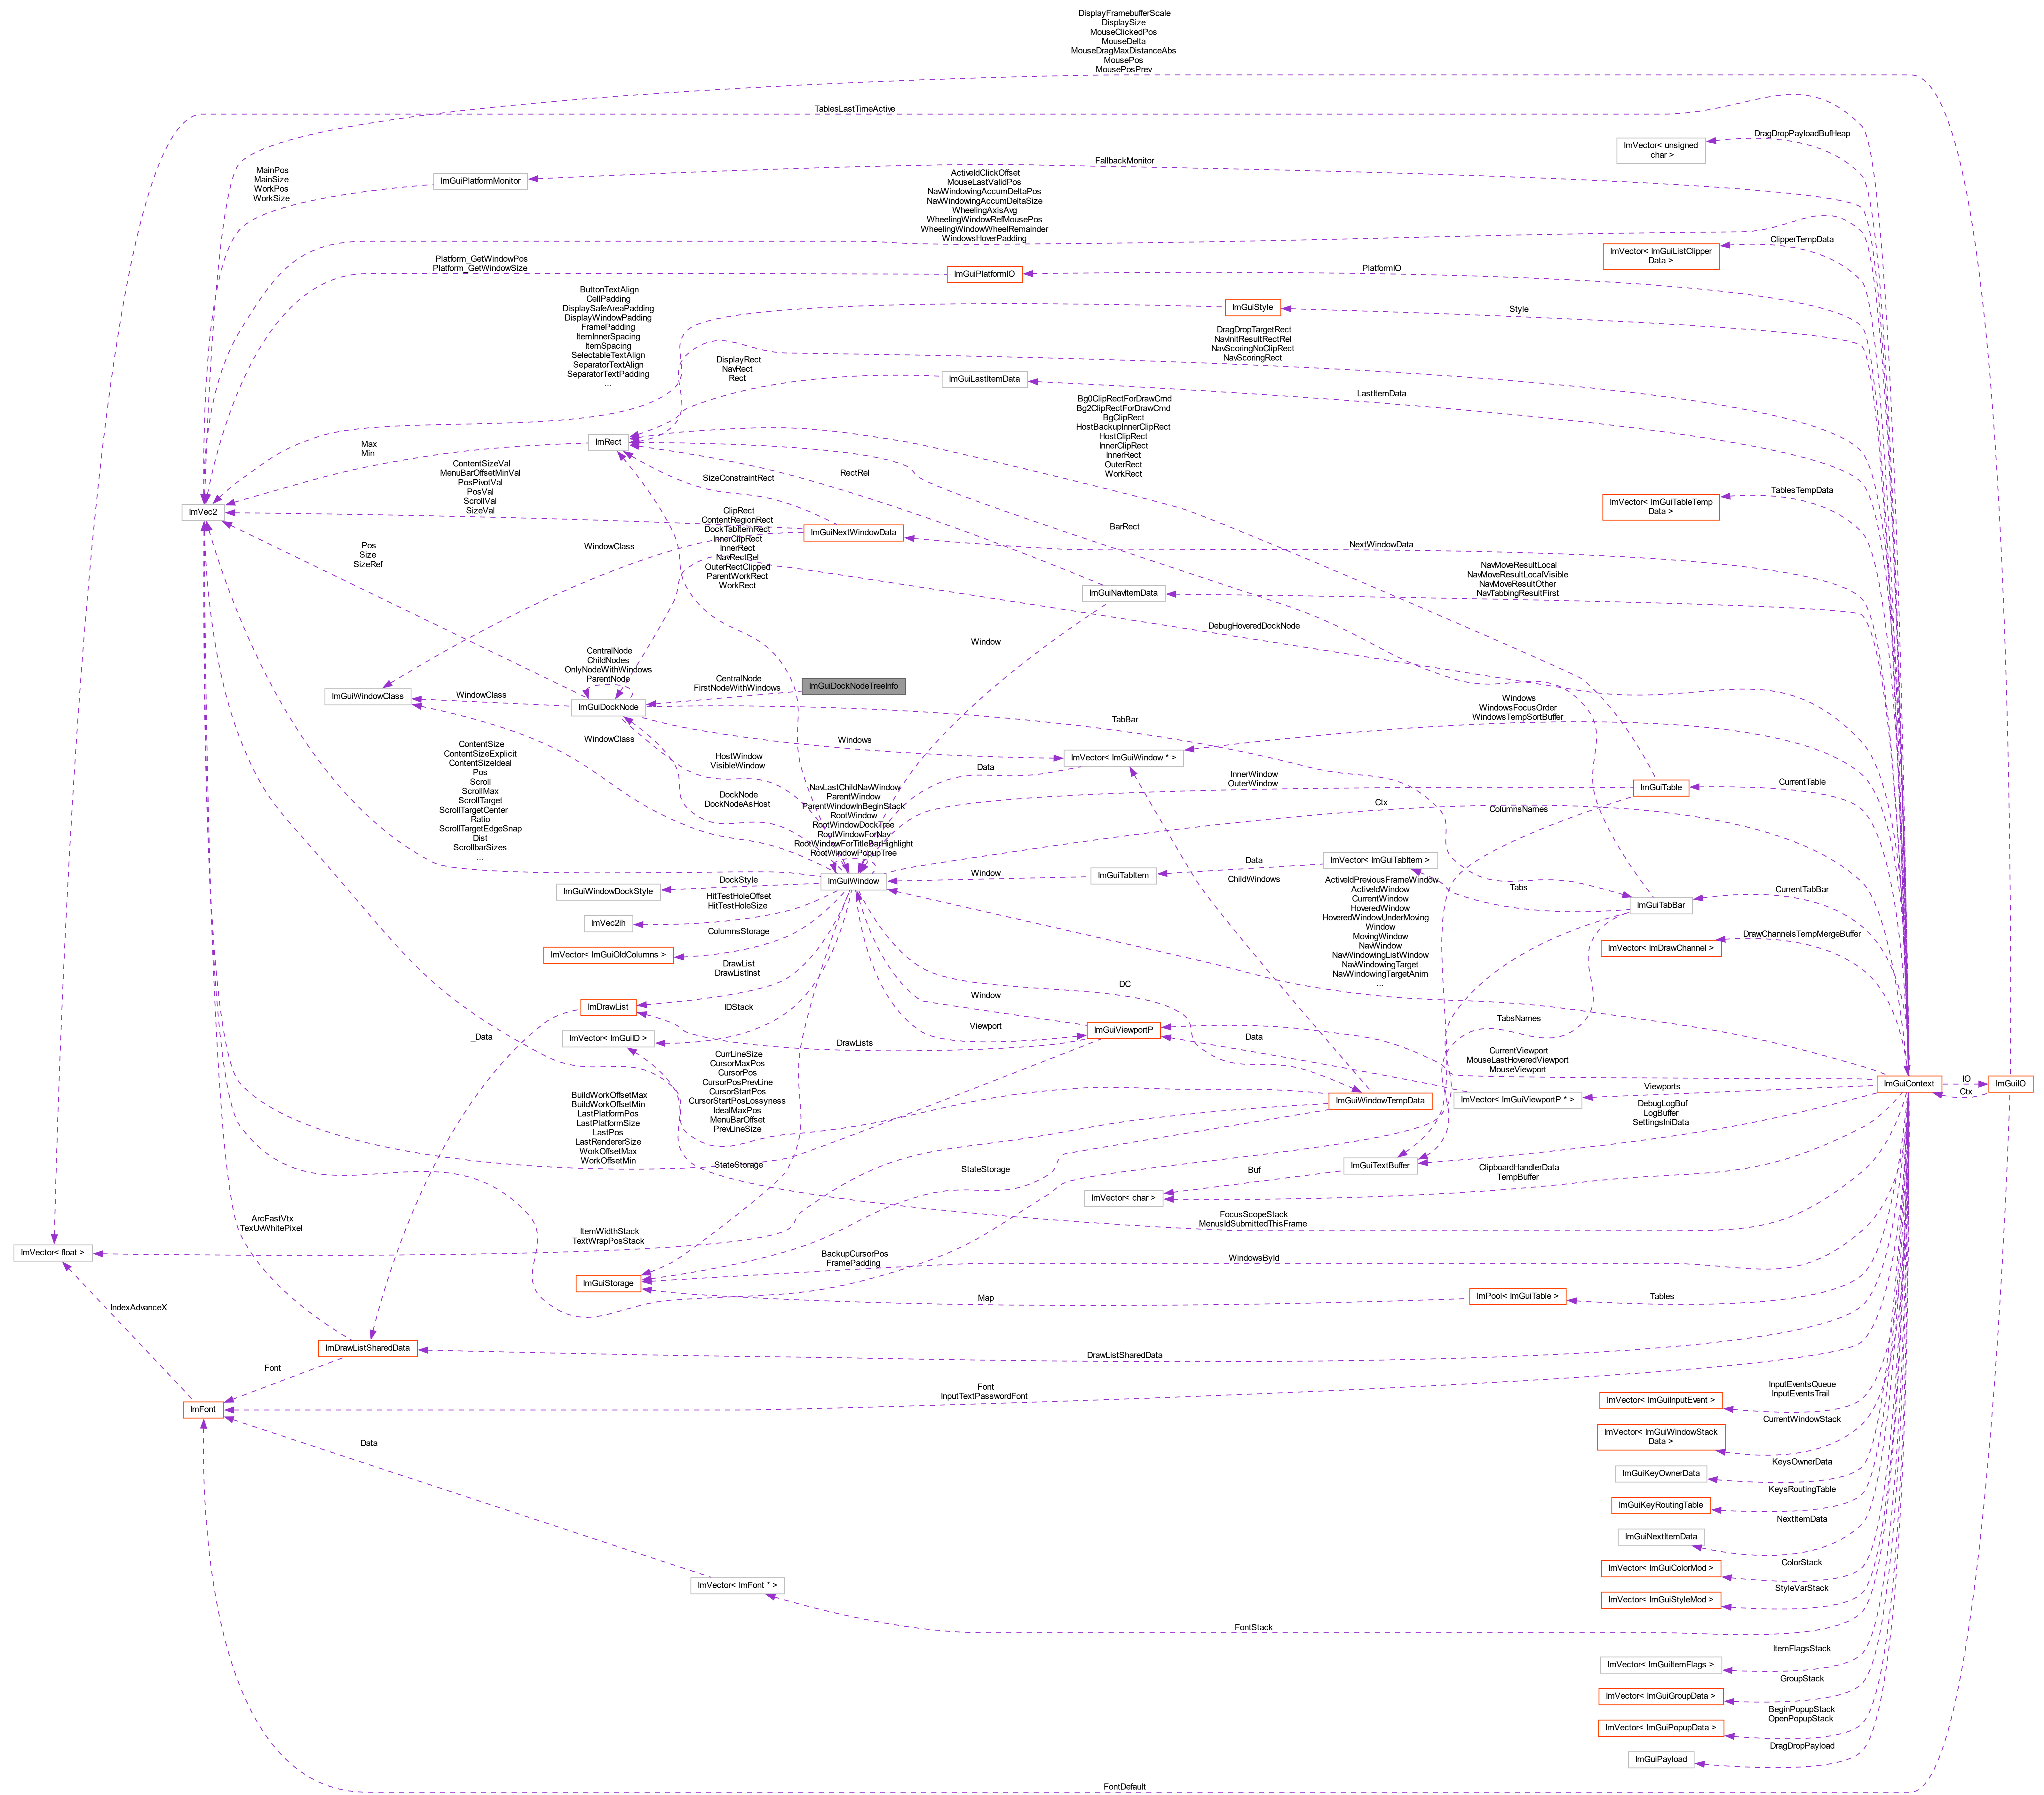 DisplayFramebufferScale
DisplaySize
MouseClickedPos
MouseDelta
MouseDragMaxDistanceAbs
MousePos
MousePosPrev
TablesLastTimeActive
DragDropPayloadBufHeap
ImVector< unsigned
char >
FallbackMonitor
MainPos
MainSize
WorkPos
WorkSize
ImGuiPlatformMonitor
ActiveIdClickOffset
MouseLastValidPos
NavWindowingAccumDeltaPos
NavWindowingAccumDeltaSize
WheelingAxisAvg
WheelingWindowRefMousePos
WheelingWindowWheelRemainder
WindowsHoverPadding
ClipperTempData
ImVector< ImGuiListClipper
Data >
Platform_GetWindowPos
Platform_GetWindowSize
ImGuiPlatformIO
PlatformIO
ButtonTextAlign
CellPadding
DisplaySafeAreaPadding
DisplayWindowPadding
FramePadding
ItemInnerSpacing
ItemSpacing
SelectableTextAlign
SeparatorTextAlign
SeparatorTextPadding
...
ImGuiStyle
Style
DragDropTargetRect
NavInitResultRectRel
NavScoringNoClipRect
NavScoringRect
DisplayRect
NavRect
Rect
ImGuiLastItemData
LastItemData
Bg0ClipRectForDrawCmd
Bg2ClipRectForDrawCmd
BgClipRect
HostBackupInnerClipRect
HostClipRect
InnerClipRect
InnerRect
OuterRect
WorkRect
Max
Min
ImRect
ContentSizeVal
MenuBarOffsetMinVal
PosPivotVal
PosVal
ScrollVal
SizeVal
SizeConstraintRect
RectRel
TablesTempData
ImVector< ImGuiTableTemp
Data >
ImVec2
ClipRect
ContentRegionRect
DockTabItemRect
InnerClipRect
InnerRect
NavRectRel
OuterRectClipped
ParentWorkRect
WorkRect
ImGuiNextWindowData
BarRect
NextWindowData
Pos
Size
SizeRef
WindowClass
NavMoveResultLocal
NavMoveResultLocalVisible
NavMoveResultOther
NavTabbingResultFirst
ImGuiNavItemData
DebugHoveredDockNode
Window
CentralNode
ChildNodes
OnlyNodeWithWindows
ParentNode
CentralNode
FirstNodeWithWindows
ImGuiDockNodeTreeInfo
ImGuiWindowClass
WindowClass
ImGuiDockNode
Windows
WindowsFocusOrder
WindowsTempSortBuffer
TabBar
WindowClass
Windows
HostWindow
VisibleWindow
ImVector< ImGuiWindow * >
Data
ContentSize
ContentSizeExplicit
ContentSizeIdeal
Pos
Scroll
ScrollMax
ScrollTarget
ScrollTargetCenter
Ratio
ScrollTargetEdgeSnap
Dist
ScrollbarSizes
...
InnerWindow
OuterWindow
CurrentTable
ImGuiTable
DockNode
DockNodeAsHost
NavLastChildNavWindow
ParentWindow
ParentWindowInBeginStack
RootWindow
RootWindowDockTree
RootWindowForNav
RootWindowForTitleBarHighlight
RootWindowPopupTree
Ctx
ColumnsNames
ImGuiWindow
DockStyle
ImGuiWindowDockStyle
Window
ImGuiTabItem
Data
ImVector< ImGuiTabItem >
Tabs
CurrentTabBar
ImGuiTabBar
ChildWindows
ActiveIdPreviousFrameWindow
ActiveIdWindow
CurrentWindow
HoveredWindow
HoveredWindowUnderMoving
Window
MovingWindow
NavWindow
NavWindowingListWindow
NavWindowingTarget
NavWindowingTargetAnim
...
HitTestHoleOffset
HitTestHoleSize
ImVec2ih
ColumnsStorage
ImVector< ImGuiOldColumns >
DrawChannelsTempMergeBuffer
ImVector< ImDrawChannel >
DrawList
DrawListInst
DC
ImDrawList
IDStack
Window
Viewport
ImGuiViewportP
TabsNames
_Data
ImVector< ImGuiID >
DrawLists
Data
CurrentViewport
MouseLastHoveredViewport
MouseViewport
CurrLineSize
CursorMaxPos
CursorPos
CursorPosPrevLine
CursorStartPos
CursorStartPosLossyness
IdealMaxPos
MenuBarOffset
PrevLineSize
ImGuiContext
IO
ImGuiIO
Ctx
Viewports
ImVector< ImGuiViewportP * >
ImGuiWindowTempData
DebugLogBuf
LogBuffer
SettingsIniData
BuildWorkOffsetMax
BuildWorkOffsetMin
LastPlatformPos
LastPlatformSize
LastPos
LastRendererSize
WorkOffsetMax
WorkOffsetMin
StateStorage
StateStorage
Buf
ImGuiTextBuffer
ClipboardHandlerData
TempBuffer
ImVector< char >
ArcFastVtx
TexUvWhitePixel
FocusScopeStack
MenusIdSubmittedThisFrame
ImVector< float >
ItemWidthStack
TextWrapPosStack
BackupCursorPos
FramePadding
WindowsById
ImGuiStorage
Map
ImPool< ImGuiTable >
Tables
IndexAdvanceX
ImDrawListSharedData
DrawListSharedData
Font
Font
InputTextPasswordFont
ImFont
InputEventsQueue
InputEventsTrail
ImVector< ImGuiInputEvent >
CurrentWindowStack
ImVector< ImGuiWindowStack
Data >
Data
KeysOwnerData
ImGuiKeyOwnerData
KeysRoutingTable
ImGuiKeyRoutingTable
NextItemData
ImGuiNextItemData
ColorStack
ImVector< ImGuiColorMod >
ImVector< ImFont * >
StyleVarStack
ImVector< ImGuiStyleMod >
FontStack
ItemFlagsStack
ImVector< ImGuiItemFlags >
GroupStack
ImVector< ImGuiGroupData >
BeginPopupStack
OpenPopupStack
ImVector< ImGuiPopupData >
DragDropPayload
ImGuiPayload
FontDefault